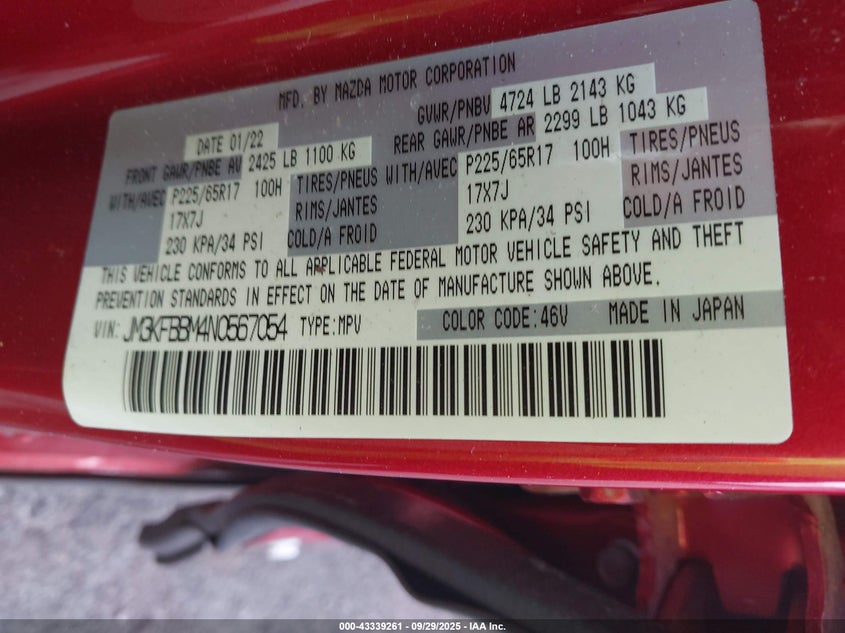 MFD. BY MAZDA MOTOR CORPORATION
DATE 01/22 GVWR/PNBV 4724 LB 2143 KG
FRONT GAWR/PNBE AV 2425 LB 1100 KG REAR GAWR/PNBE AR 2299 LB 1043 KG
WITH/AVEC P225/65R17 100H TIRES/PNEUS WITH/AVEC P225/65R17 100H TIRES/PNEUS
17X7J RIMS/JANTES 17X7J RIMS/JANTES
230 KPA/34 PSI COLD/A FROID 230 KPA/34 PSI COLD/A FROID
THIS VEHICLE CONFORMS TO ALL APPLICABLE FEDERAL MOTOR VEHICLE SAFETY AND THEFT
PREVENTION STANDARDS IN EFFECT ON THE DATE OF MANUFACTURE SHOWN ABOVE.
VIN: JM3KFBBM4N0567054 TYPE:MPV COLOR CODE:46V MADE IN JAPAN
000-43339261 - 09/29/2025 - IAA Inc.